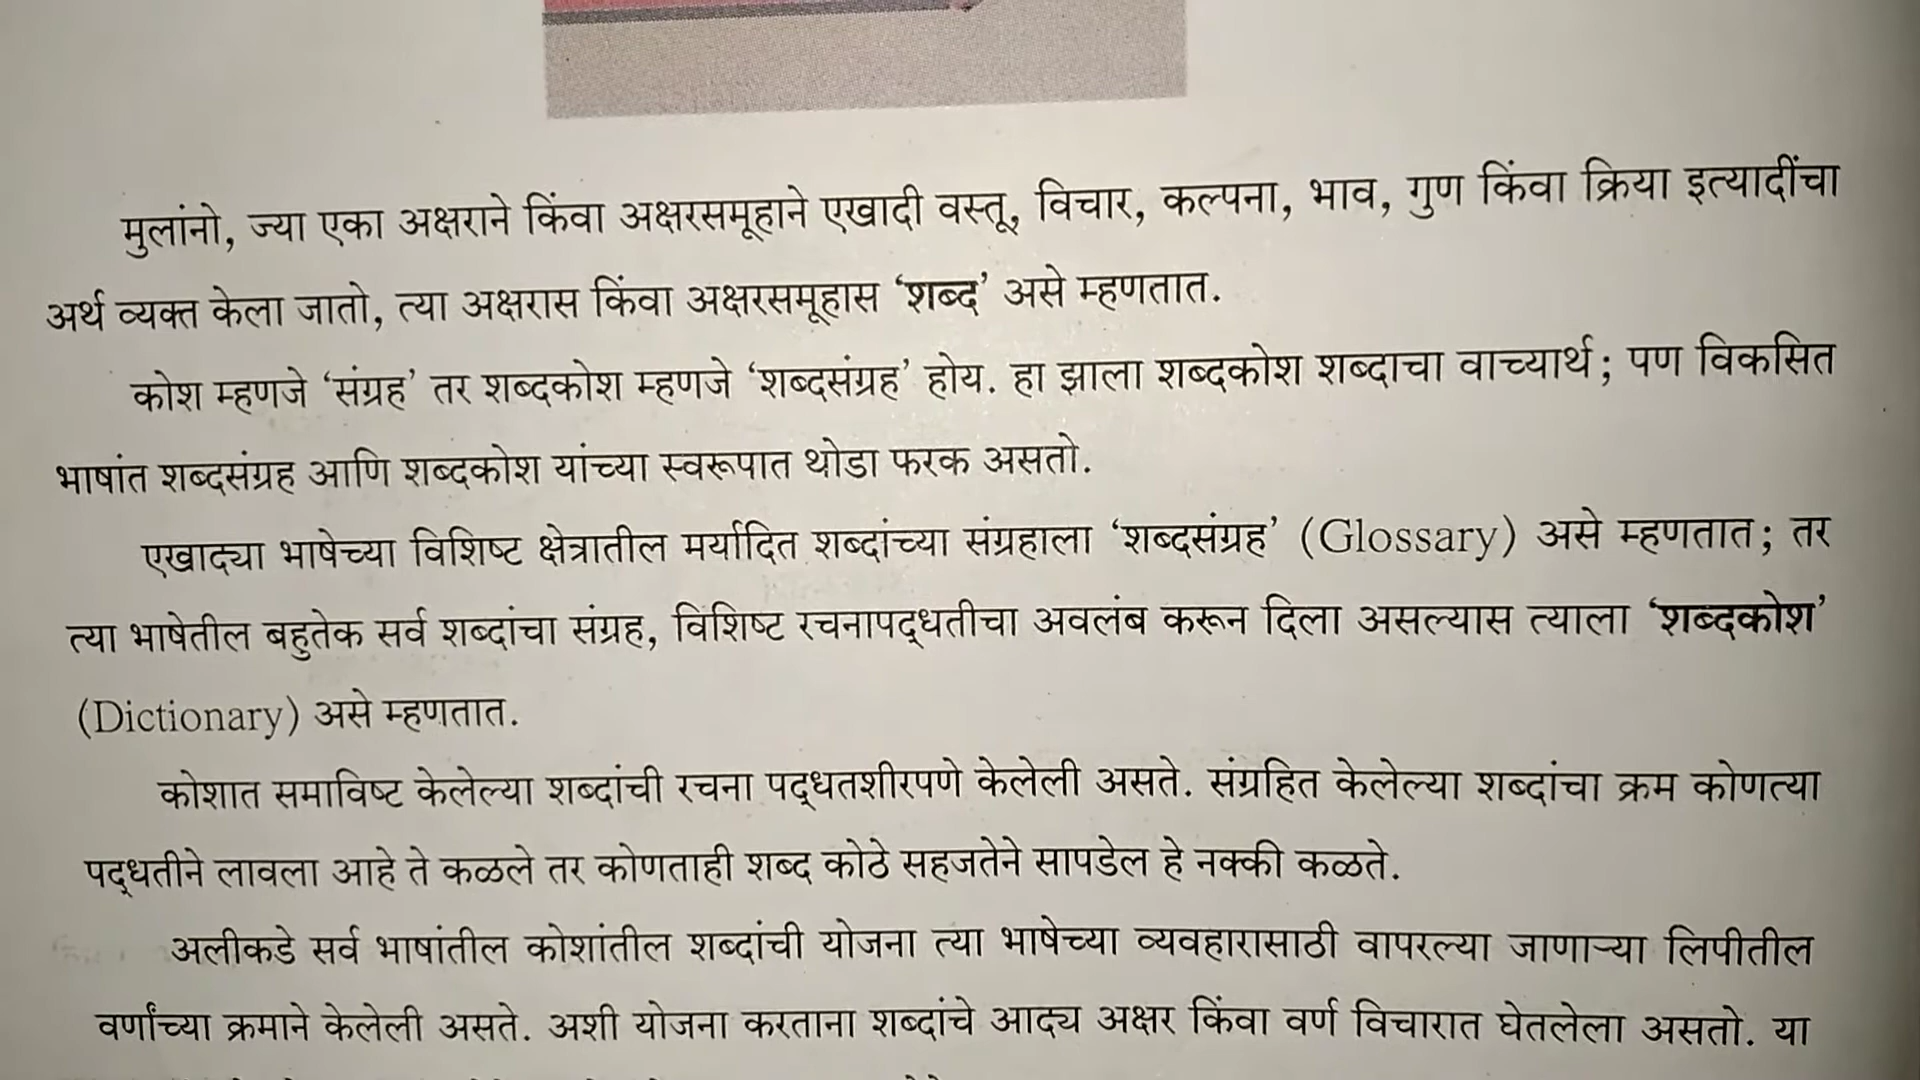 मुलांनो, ज्या एका अक्षराने किंवा अक्षरसमूहाने एखादी वस्तू, विचार, कल्पना, भाव, गुण किंवा क्रिया इत्यादींचा
अर्थ व्यक्त केला जातो, त्या अक्षरास किंवा अक्षरसमूहास ‘शब्द’ असे म्हणतात.
कोश म्हणजे ‘संग्रह’ तर शब्दकोश म्हणजे ‘शब्दसंग्रह’ होय. हा झाला शब्दकोश शब्दाचा वाच्यार्थ; पण विकसित
भाषांत शब्दसंग्रह आणि शब्दकोश यांच्या स्वरूपात थोडा फरक असतो.
एखाद्या भाषेच्या विशिष्ट क्षेत्रातील मर्यादित शब्दांच्या संग्रहाला ‘शब्दसंग्रह’ (Glossary) असे म्हणतात; तर
त्या भाषेतील बहुतेक सर्व शब्दांचा संग्रह, विशिष्ट रचनापद्धतीचा अवलंब करून दिला असल्यास त्याला ‘शब्दकोश’
(Dictionary) असे म्हणतात.
कोशात समाविष्ट केलेल्या शब्दांची रचना पद्धतशीरपणे केलेली असते. संग्रहित केलेल्या शब्दांचा क्रम कोणत्या
पद्धतीने लावला आहे ते कळले तर कोणताही शब्द कोठे सहजतेने सापडेल हे नक्की कळते.
अलीकडे सर्व भाषांतील कोशांतील शब्दांची योजना त्या भाषेच्या व्यवहारासाठी वापरल्या जाणाऱ्या लिपीतील
वर्णांच्या क्रमाने केलेली असते. अशी योजना करताना शब्दांचे आद्य अक्षर किंवा वर्ण विचारात घेतलेला असतो. या